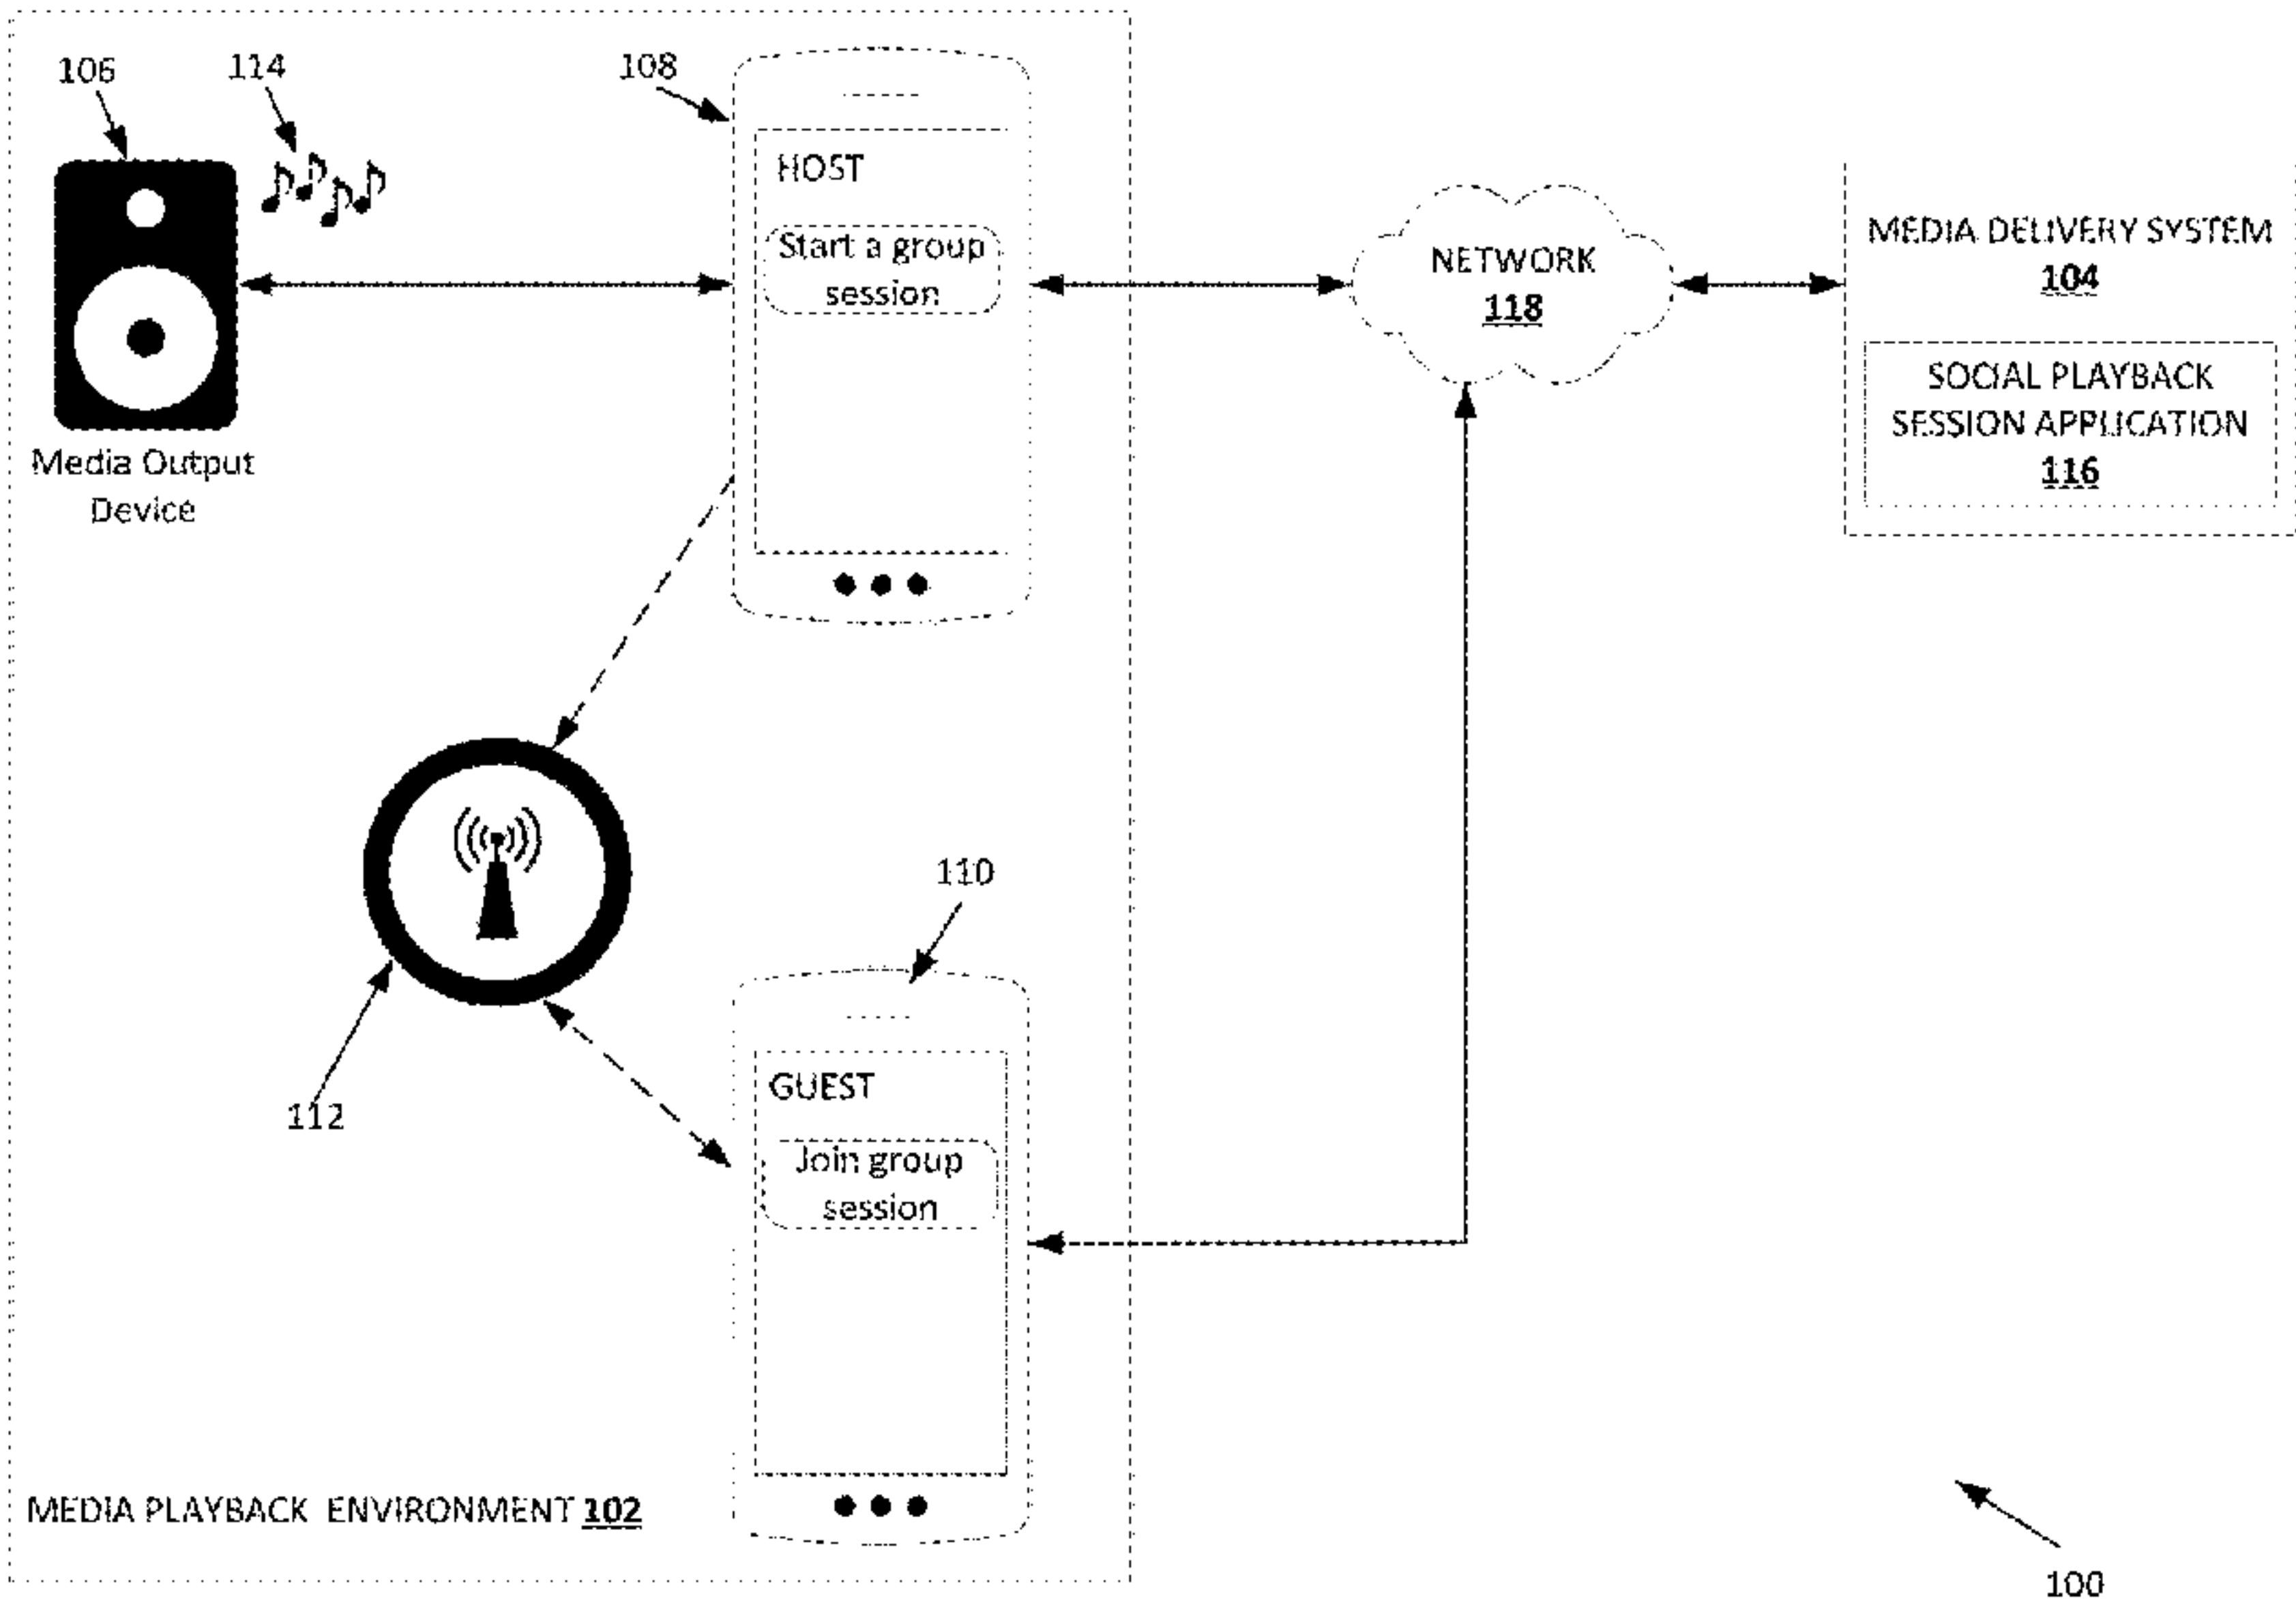 106
114
108
HOST
Start a group
session
NETWORK
118
MEDIA DELIVERY SYSTEM
104
SOCIAL PLAYBACK
SESSION APPLICATION
116
Media Output
Device
110
112
GUEST
Join group
session
MEDIA PLAYBACK ENVIRONMENT 102
100